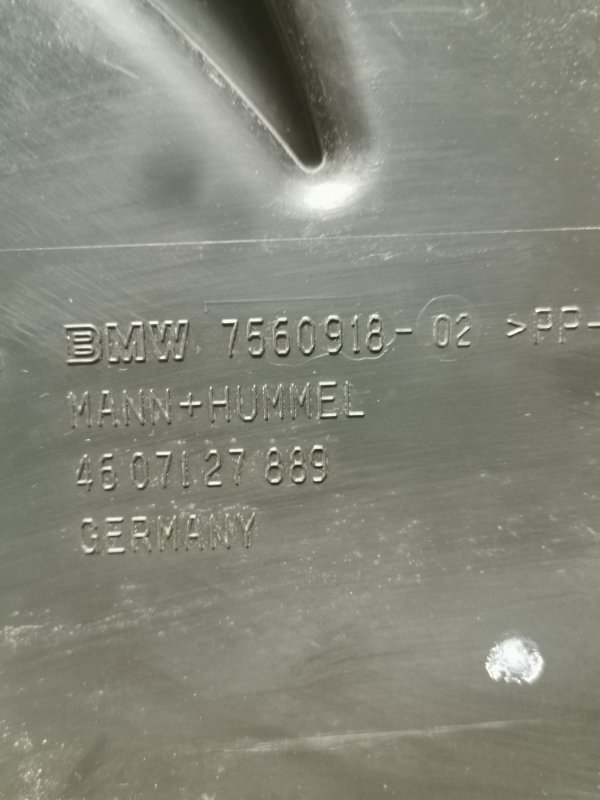 BMW 7560918-02 >PP-
MANN+HUMMEL
46 071 27 889
GERMANY